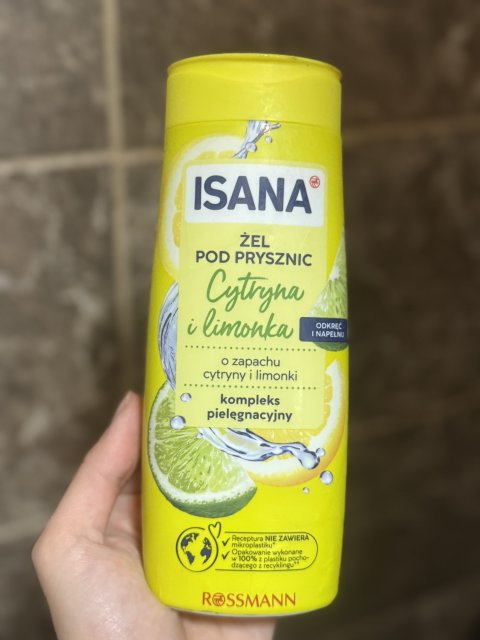 ISANA
ŻEL
POD PRYSZNIC
Cytryna
i limonka
ODKRĘĆ
I NAPEŁNIJ
o zapachu
cytryny i limonki
kompleks
pielęgnacyjny
Receptura NIE ZAWIERA
mikroplastiku*
Opakowanie wykonane
w 100% z plastiku pocho-
dzącego z recyklingu**
ROSSMANN